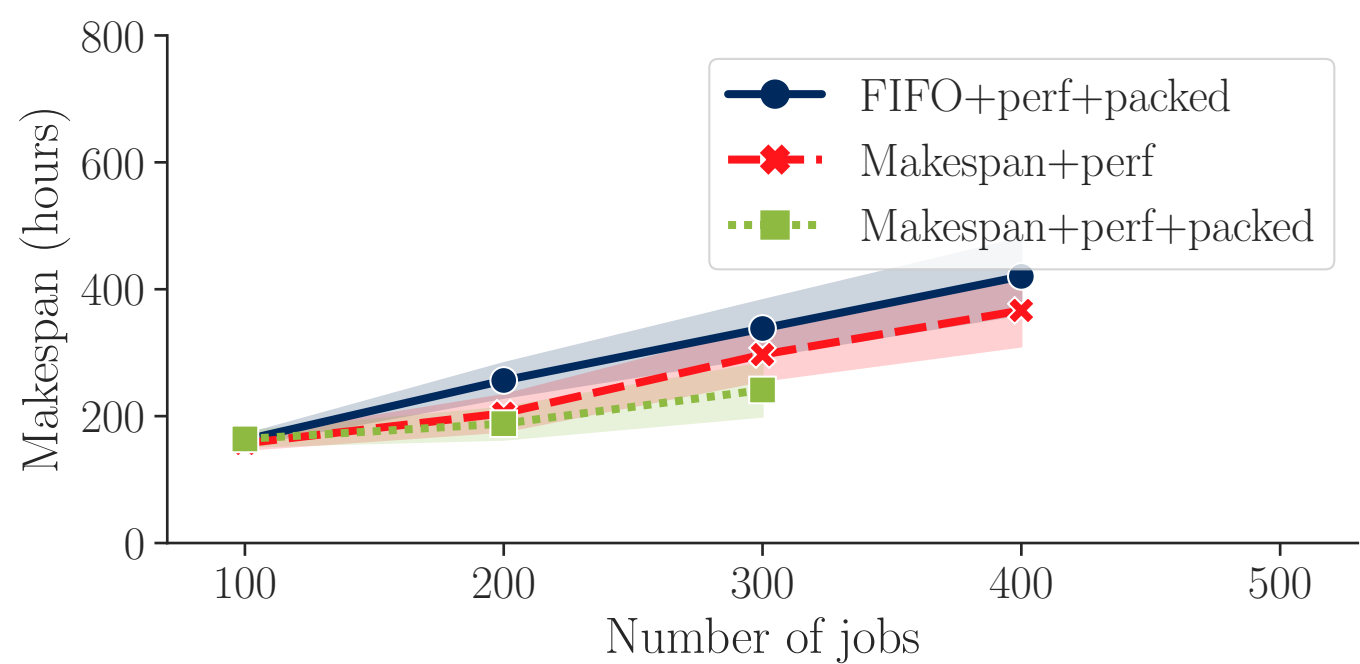 800
600
400
200
0
Makespan (hours)
FIFO+perf+packed
Makespan+perf
Makespan+perf+packed
100 200 300 400 500
Number of jobs